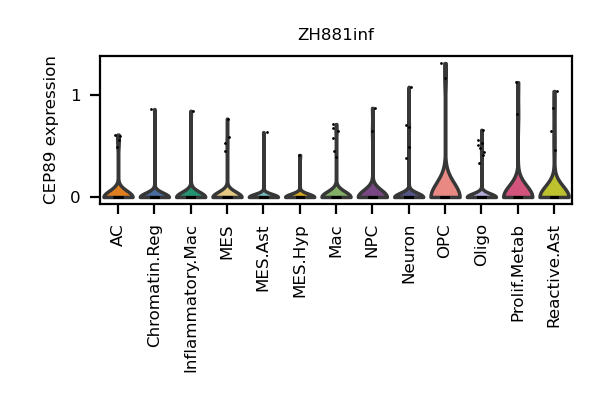 ZH881inf
CEP89 expression
1
0
AC
Chromatin.Reg
Inflammatory.Mac
MES
MES.Ast
MES.Hyp
Mac
NPC
Neuron
OPC
Oligo
Prolif.Metab
Reactive.Ast